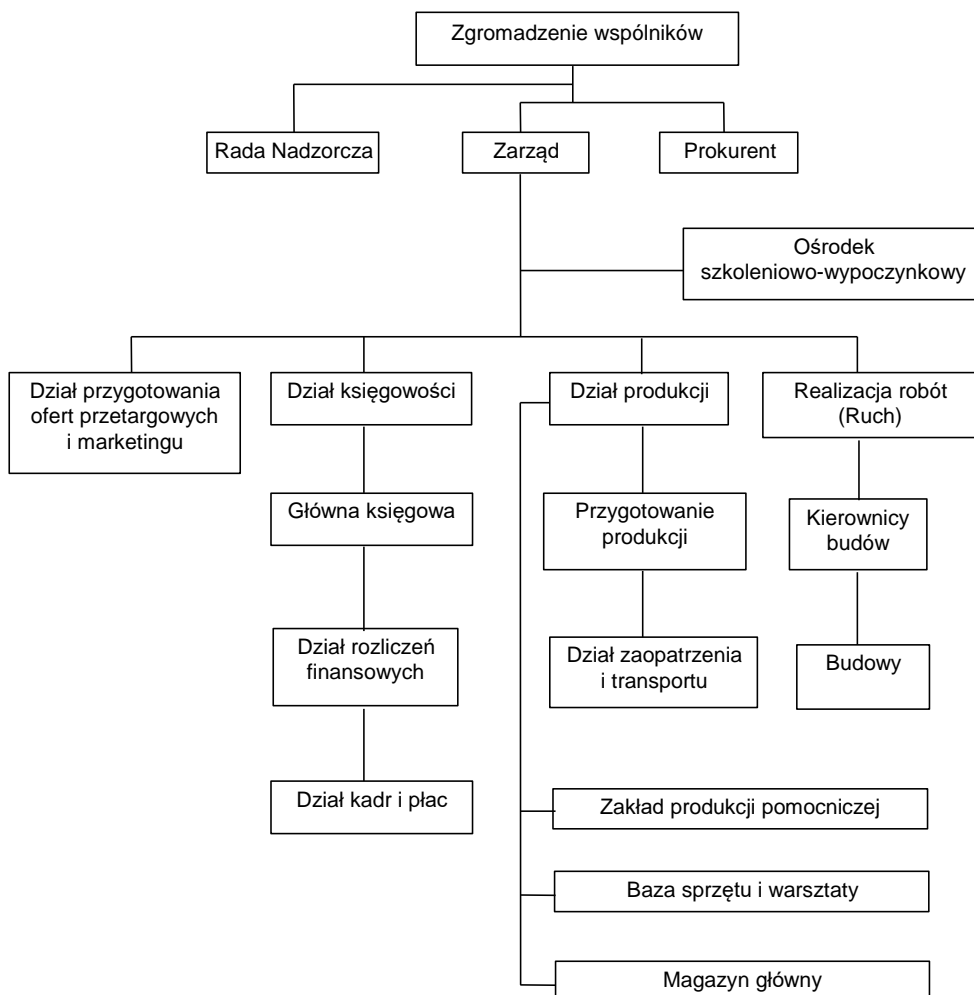 Zgromadzenie wspólników
Rada Nadzorcza
Zarząd
Prokurent
Ośrodek
szkoleniowo-wypoczynkowy
Dział przygotowania
ofert przetargowych
i marketingu
Dział księgowości
Dział produkcji
Realizacja robót
(Ruch)
Główna księgowa
Przygotowanie
produkcji
Kierownicy
budów
Dział rozliczeń
finansowych
Dział zaopatrzenia
i transportu
Budowy
Dział kadr i płac
Zakład produkcji pomocniczej
Baza sprzętu i warsztaty
Magazyn główny